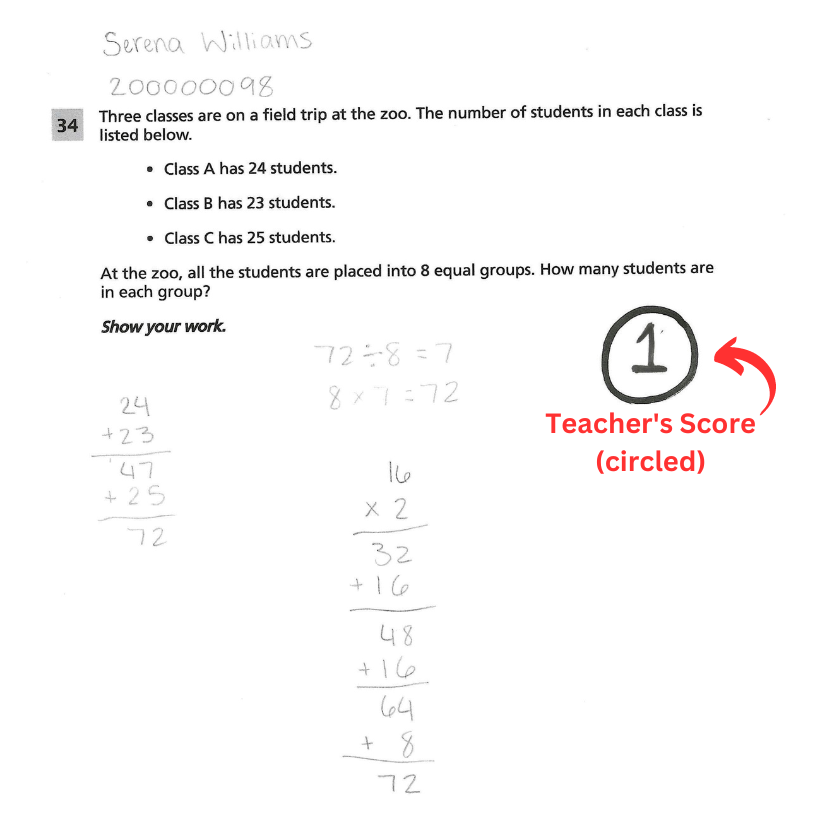 Serena Williams
200000098
34
Three classes are on a field trip at the zoo. The number of students in each class is
listed below.
• Class A has 24 students.
• Class B has 23 students.
• Class C has 25 students.
At the zoo, all the students are placed into 8 equal groups. How many students are
in each group?
Show your work.
72÷8=7
8×7=72
24
+23
47
+25
72
16
× 2
32
+16
48
+16
64
+ 8
72
1
Teacher's Score
(circled)